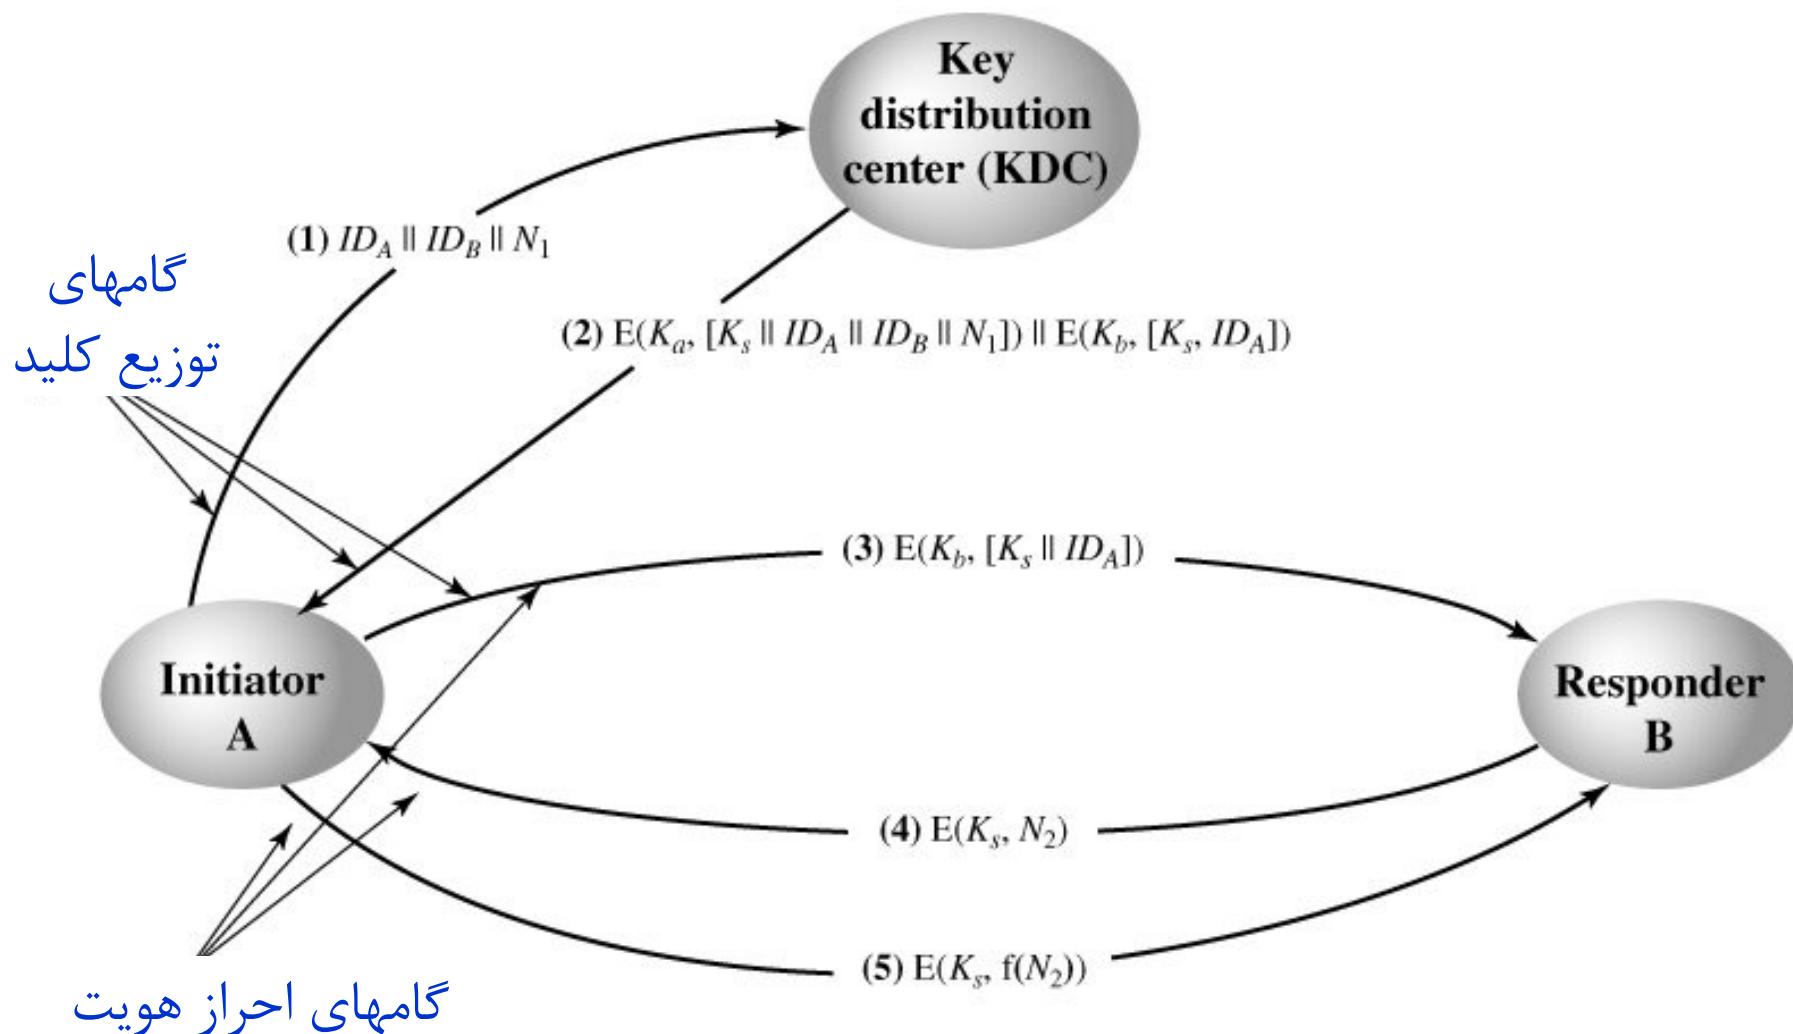 Key
distribution
center (KDC)
(1) ID_A || ID_B || N_1
گامهای
توزیع کلید
(2) E(K_a, [K_s || ID_A || ID_B || N_1]) || E(K_b, [K_s, ID_A])
(3) E(K_b, [K_s || ID_A])
Initiator
A
Responder
B
(4) E(K_s, N_2)
(5) E(K_s, f(N_2))
گامهای احراز هویت